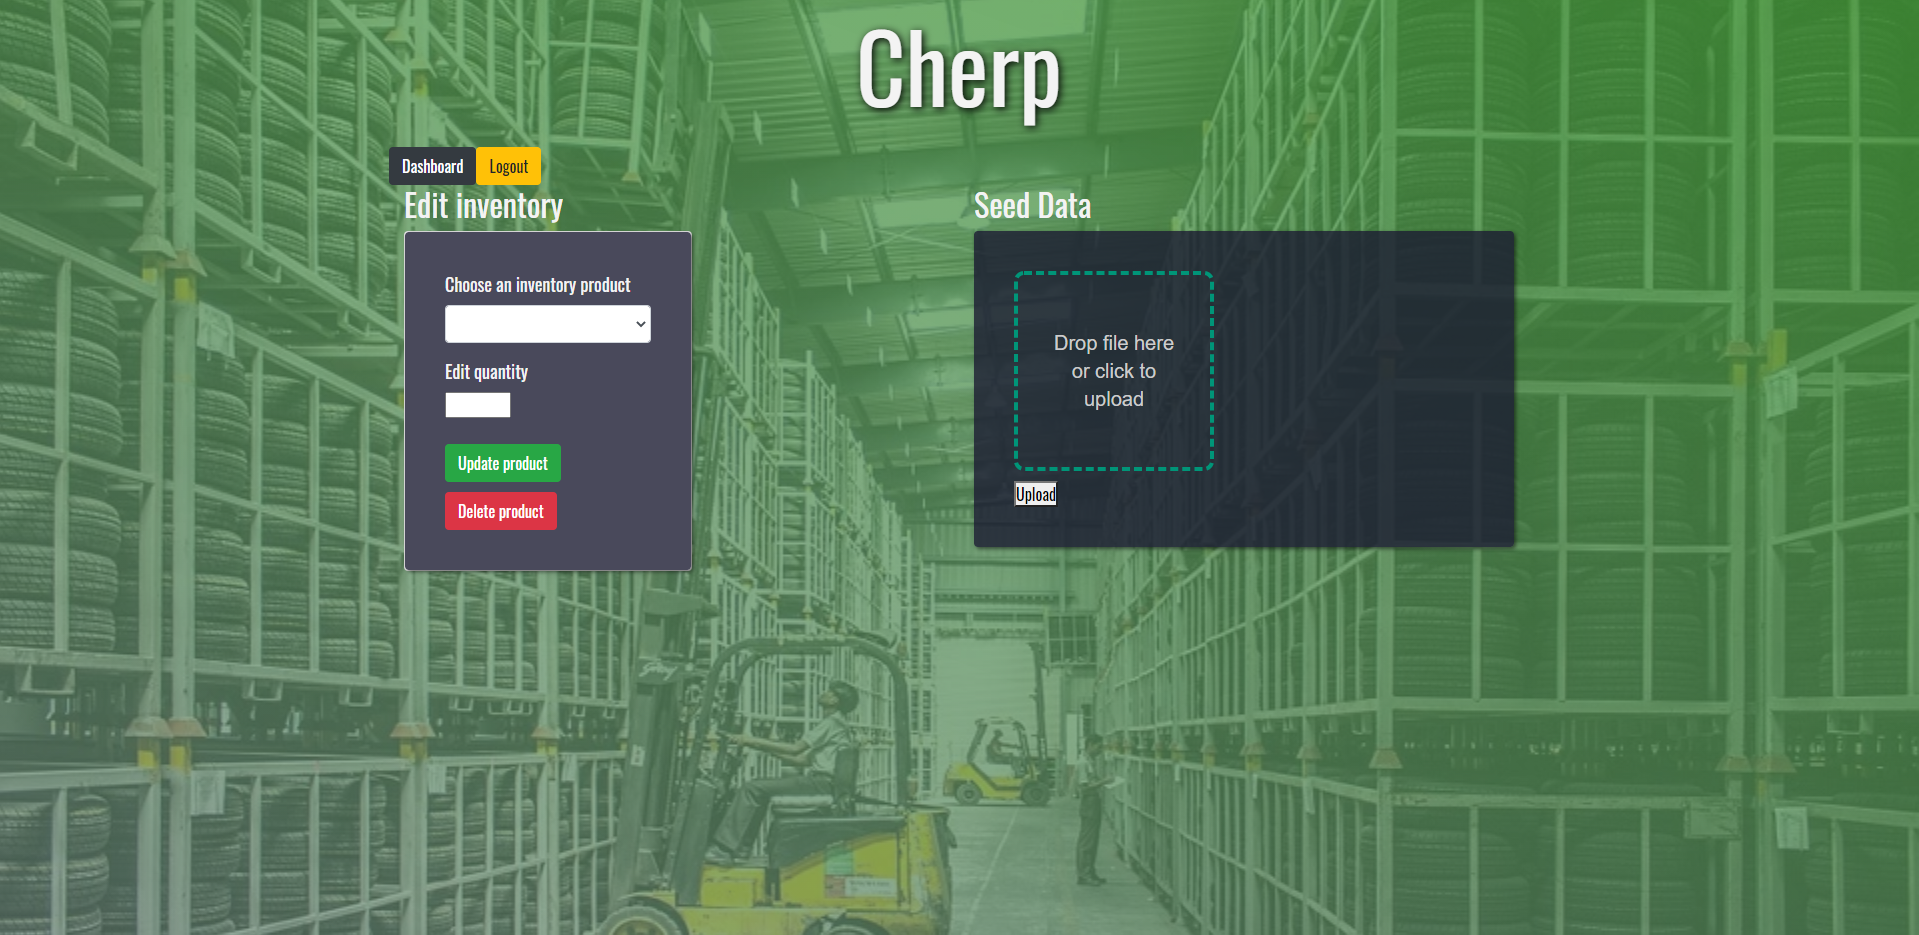 Cherp
Dashboard
Logout
Edit inventory
Choose an inventory product
Edit quantity
Update product
Delete product
Seed Data
Drop file here
or click to
upload
Upload